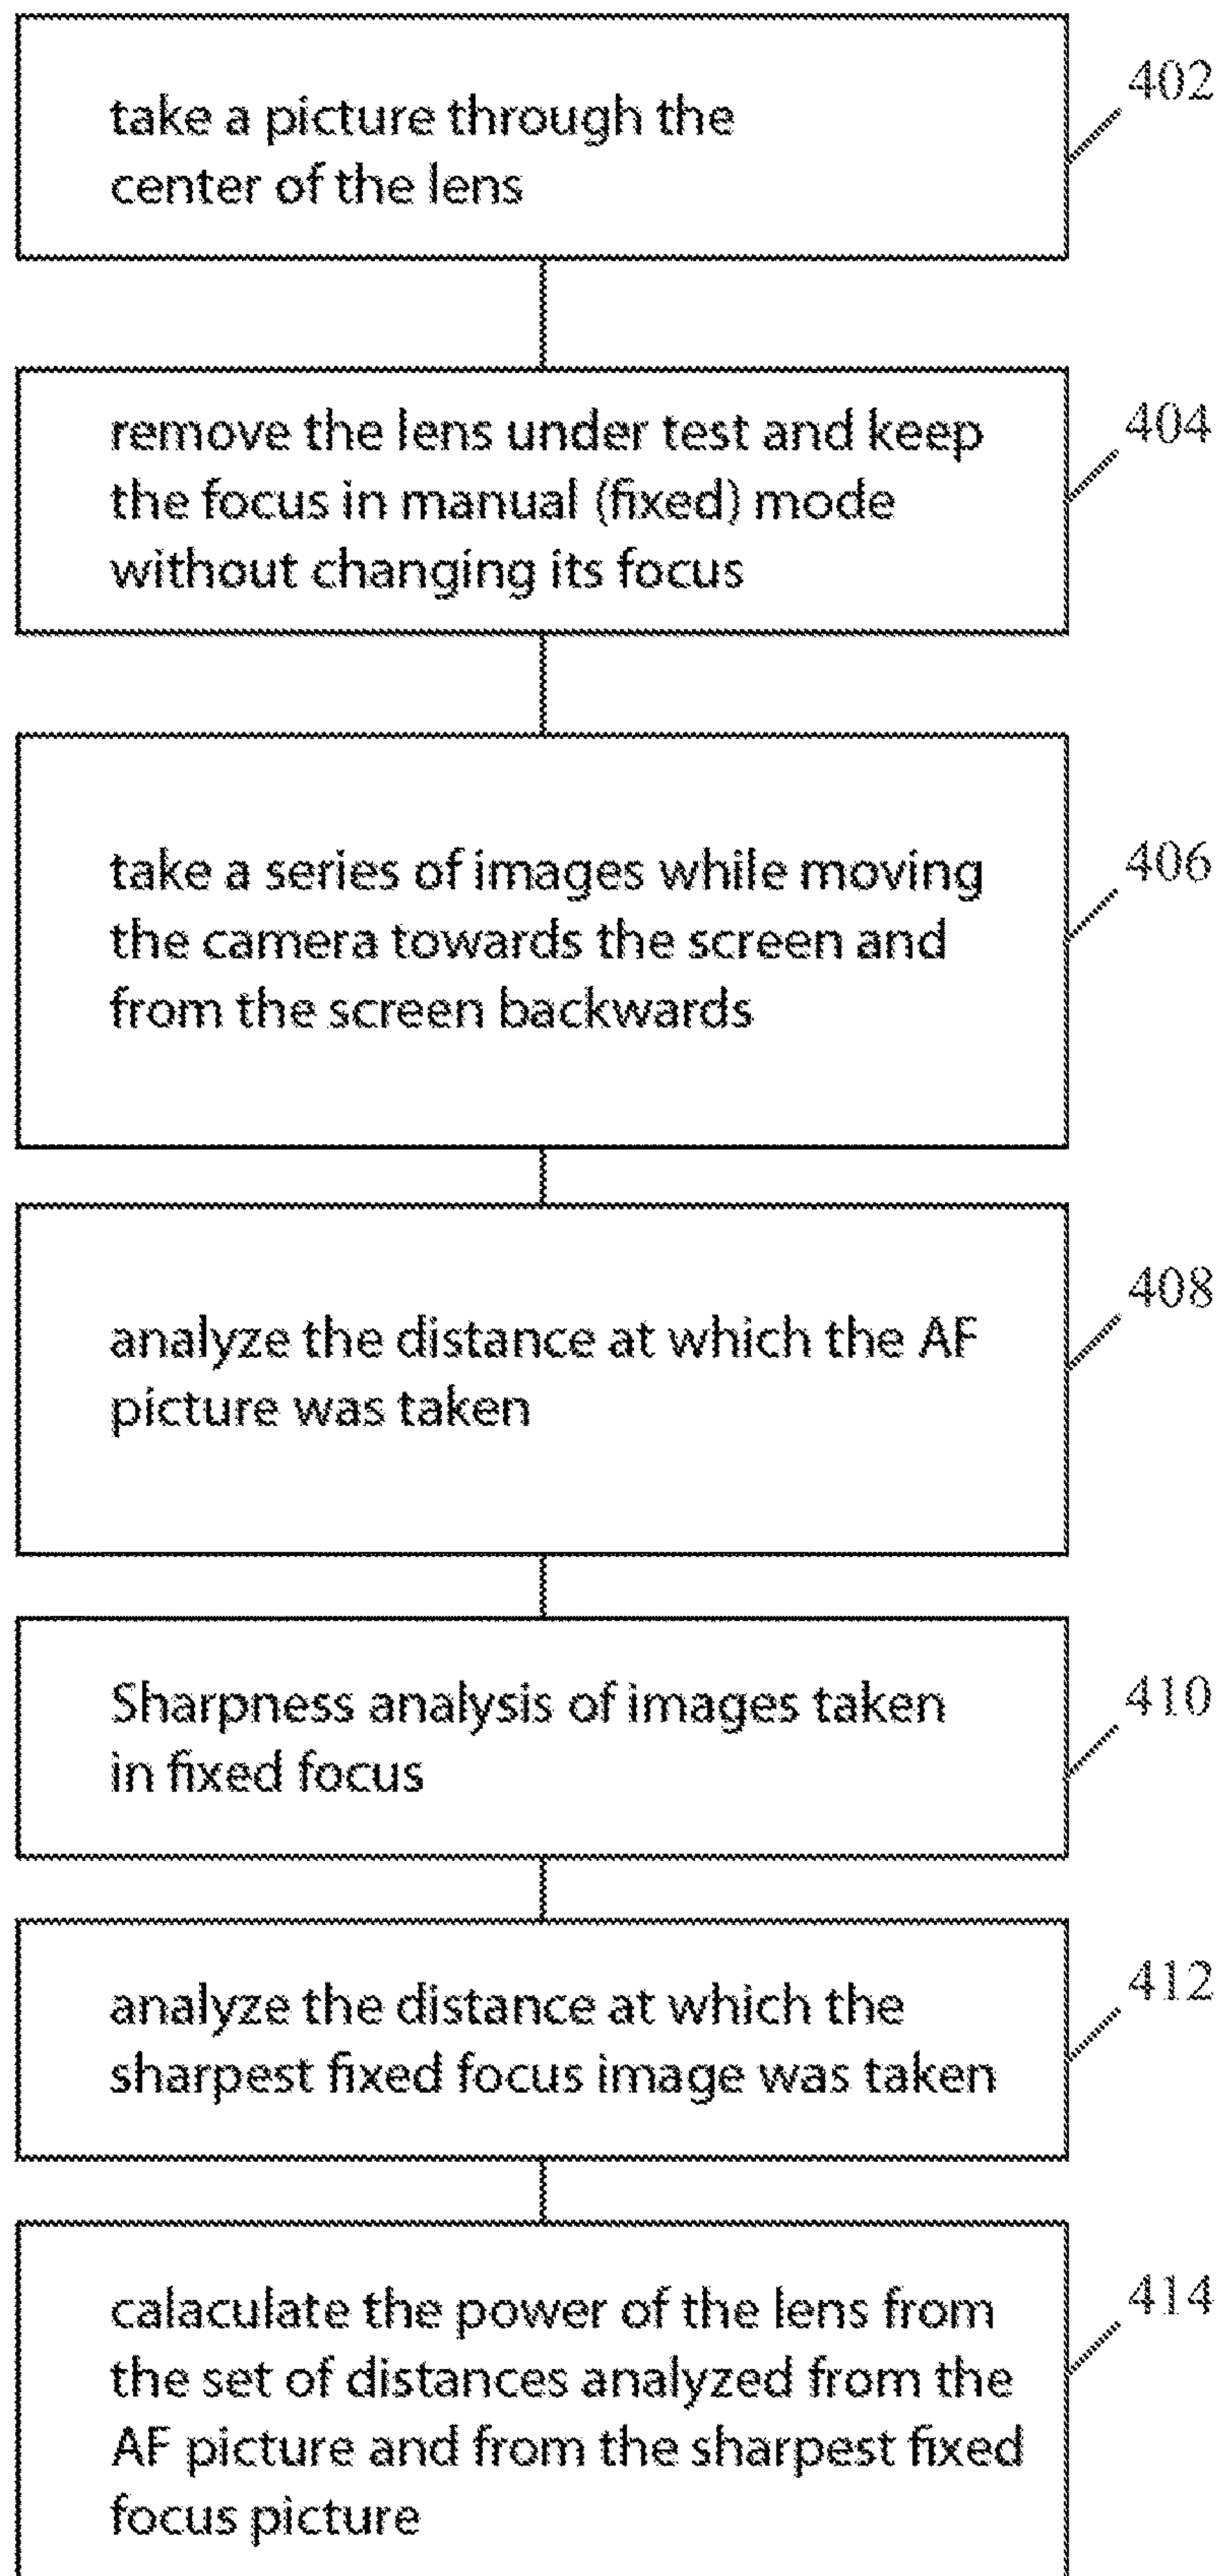 take a picture through the
center of the lens
402
remove the lens under test and keep
the focus in manual (fixed) mode
without changing its focus
404
take a series of images while moving
the camera towards the screen and
from the screen backwards
406
analyze the distance at which the AF
picture was taken
408
Sharpness analysis of images taken
in fixed focus
410
analyze the distance at which the
sharpest fixed focus image was taken
412
calaculate the power of the lens from
the set of distances analyzed from the
AF picture and from the sharpest fixed
focus picture
414